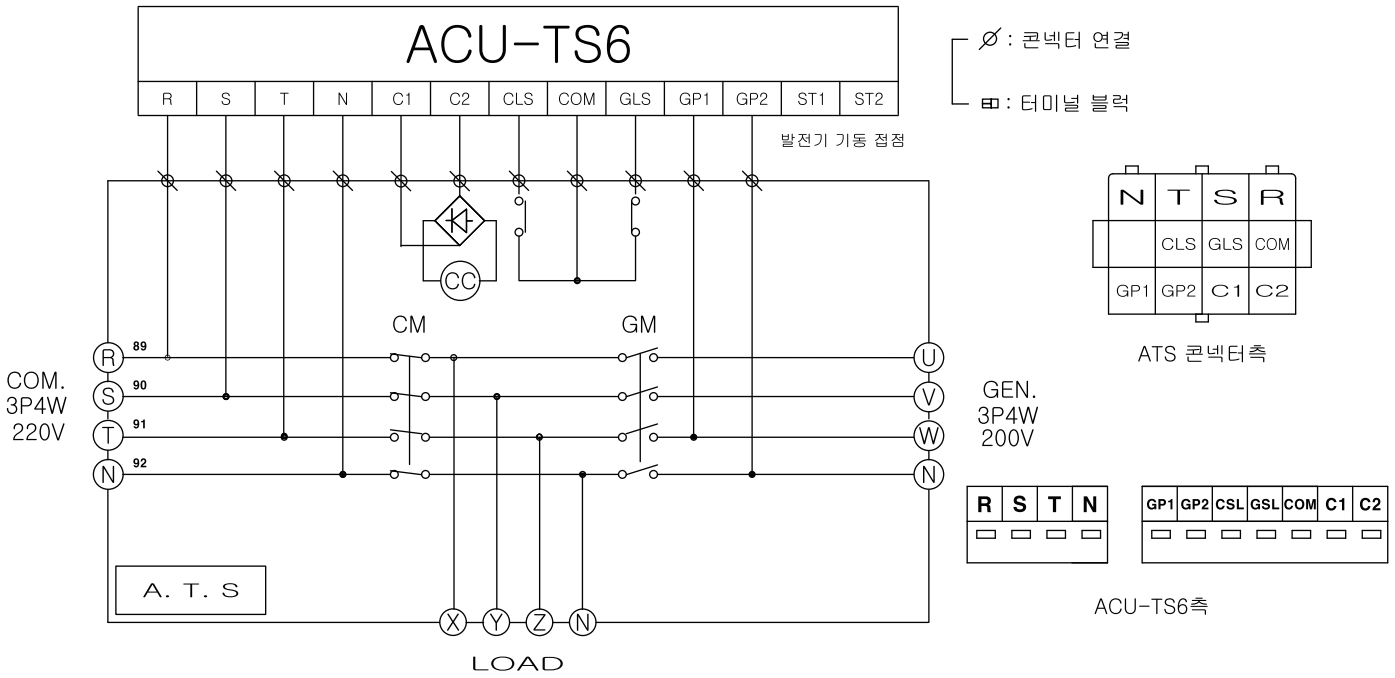 ACU-TS6
R S T N C1 C2 CLS COM GLS GP1 GP2 ST1 ST2
발전기 기동 접점
: 콘넥터 연결
: 터미널 블럭
N T S R
CLS GLS COM
GP1 GP2 C1 C2
ATS 콘넥터측
CC
CM
GM
COM.
3P4W
220V
R 89
S 90
T 91
N 92
U
V
W
N
GEN.
3P4W
200V
R S T N
GP1 GP2 CSL GSL COM C1 C2
ACU-TS6측
A. T. S
X Y Z N
LOAD